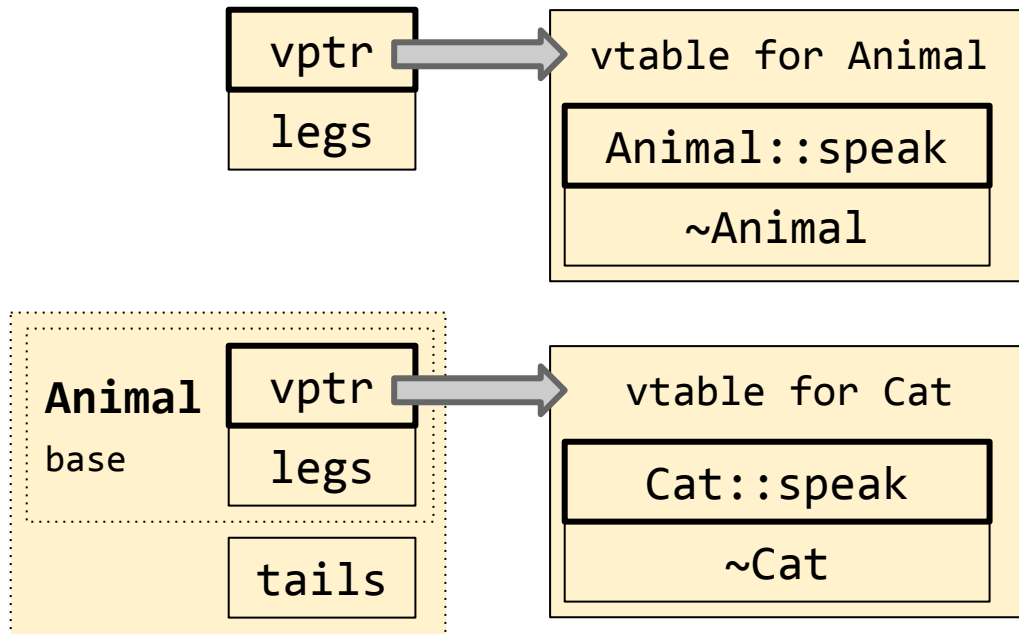 vptr
vtable for Animal
legs
Animal::speak
~Animal
Animal
base
vptr
legs
tails
vtable for Cat
Cat::speak
~Cat